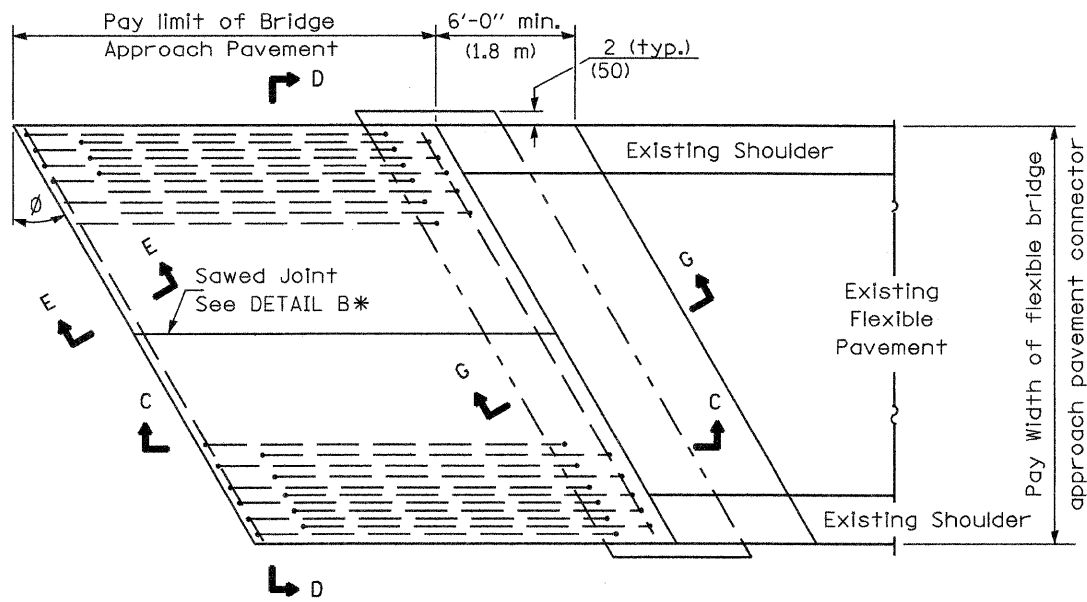 Pay limit of Bridge
Approach Pavement
6'-0" min.
(1.8 m)
2 (typ.)
(50)
D
Existing Shoulder
Ø
E
E
Sawed Joint
See DETAIL B*
G
G
Existing
Flexible
Pavement
C
C
Existing Shoulder
D
Pay Width of flexible bridge
approach pavement connector